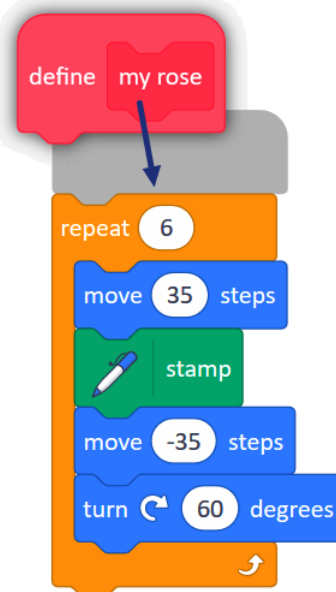 define my rose
repeat 6
move 35 steps
stamp
move -35 steps
turn 60 degrees